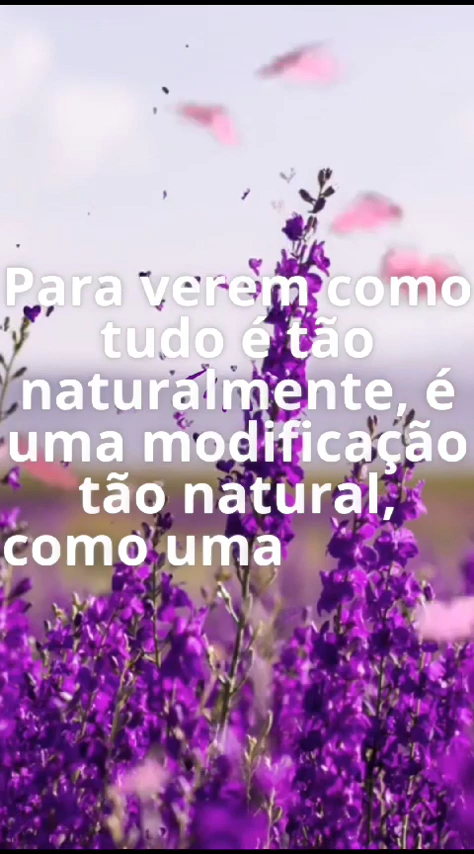 Para verem como
tudo é tão
naturalmente, é
uma modificação
tão natural,
como uma